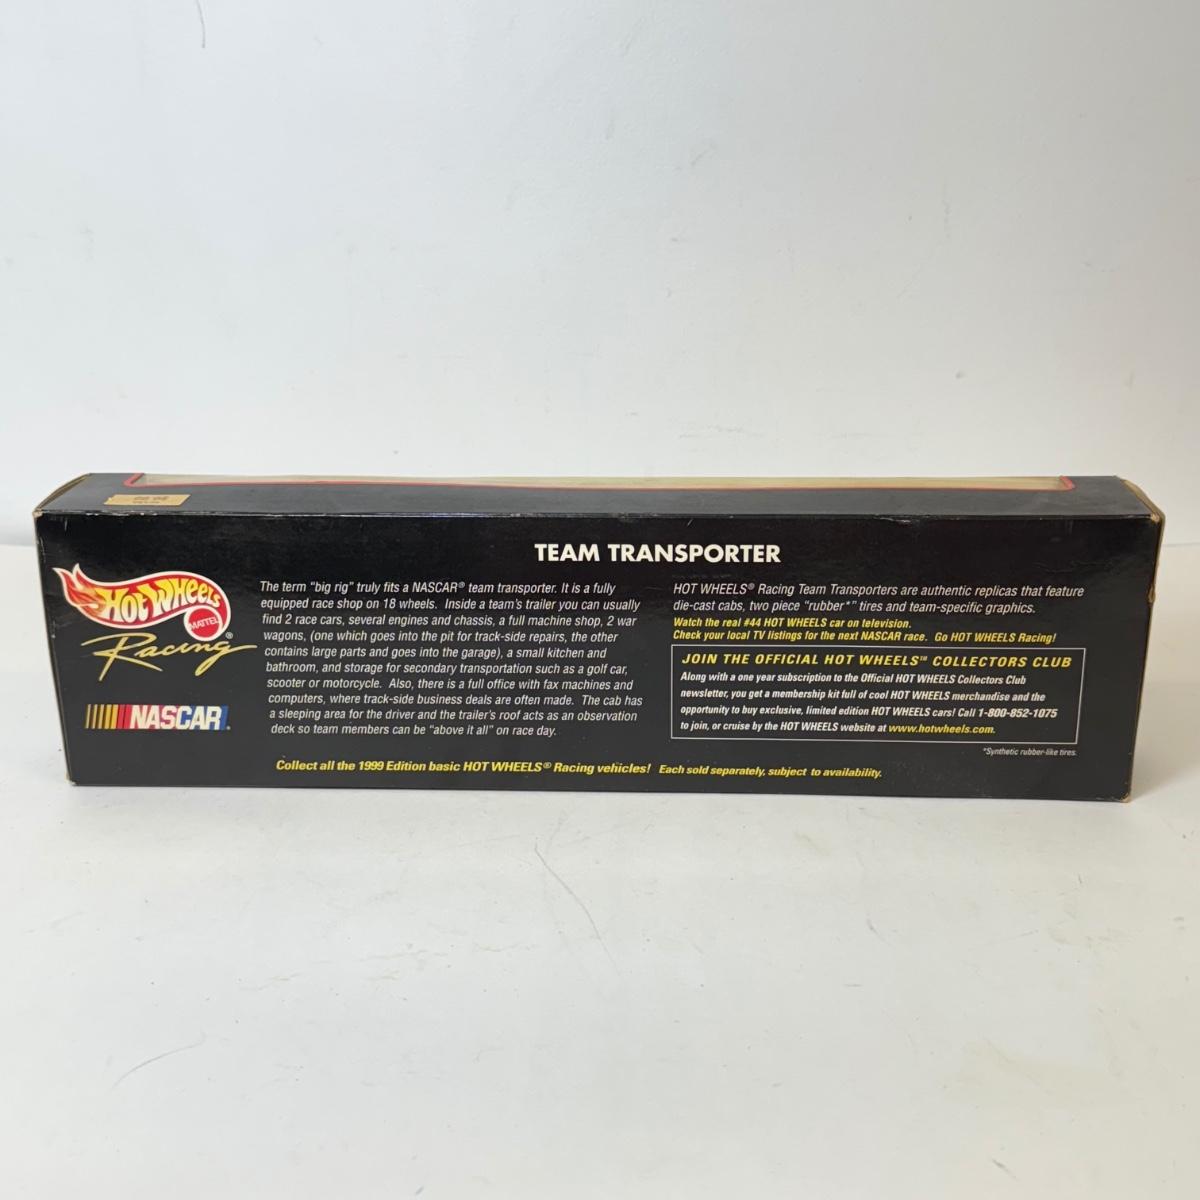 TEAM TRANSPORTER
HOT WHEELS
MATTEL
Racing®
NASCAR.
The term "big rig" truly fits a NASCAR® team transporter. It is a fully
equipped race shop on 18 wheels. Inside a team's trailer you can usually
find 2 race cars, several engines and chassis, a full machine shop, 2 war
wagons, (one which goes into the pit for track-side repairs, the other
contains large parts and goes into the garage), a small kitchen and
bathroom, and storage for secondary transportation such as a golf car,
scooter or motorcycle. Also, there is a full office with fax machines and
computers, where track-side business deals are often made. The cab has
a sleeping area for the driver and the trailer's roof acts as an observation
deck so team members can be "above it all" on race day.
HOT WHEELS® Racing Team Transporters are authentic replicas that feature
die-cast cabs, two piece "rubber*" tires and team-specific graphics.
Watch the real #44 HOT WHEELS car on television.
Check your local TV listings for the next NASCAR race. Go HOT WHEELS Racing!
JOIN THE OFFICIAL HOT WHEELS™ COLLECTORS CLUB
Along with a one year subscription to the Official HOT WHEELS Collectors Club
newsletter, you get a membership kit full of cool HOT WHEELS merchandise and the
opportunity to buy exclusive, limited edition HOT WHEELS cars! Call 1-800-852-1075
to join, or cruise by the HOT WHEELS website at www.hotwheels.com.
*Synthetic rubber-like tires.
Collect all the 1999 Edition basic HOT WHEELS® Racing vehicles! Each sold separately, subject to availability.